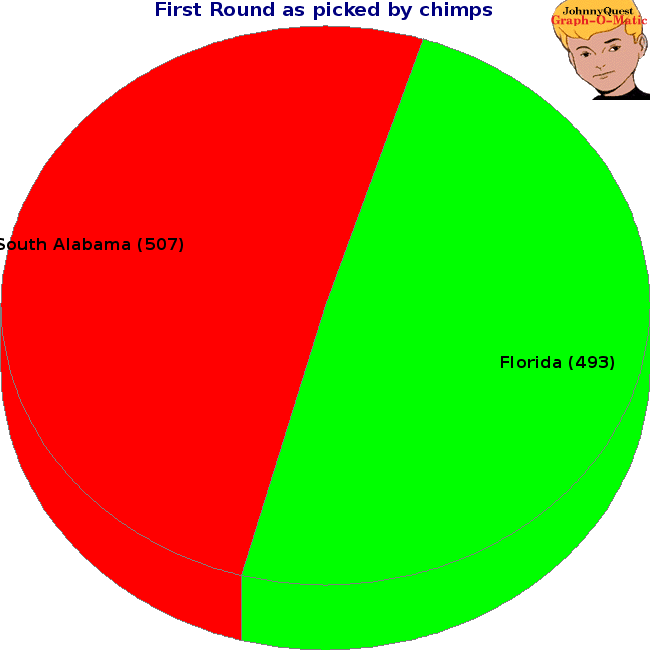 First Round as picked by chimps
JohnnyQuest
Graph-O-Matic
South Alabama (507)
Florida (493)